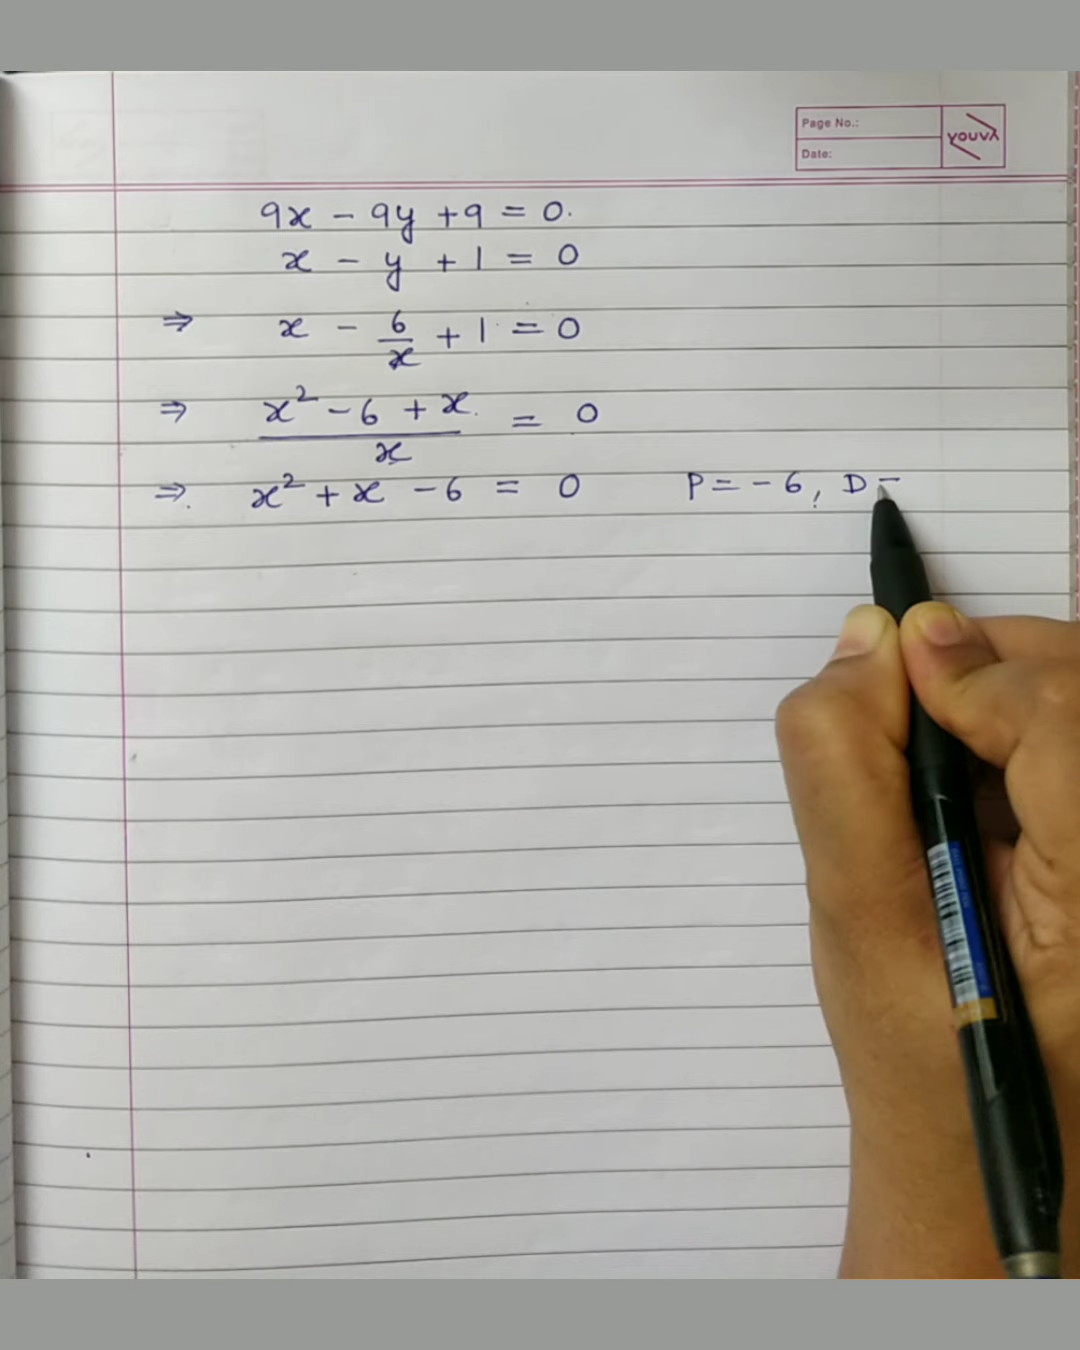 Page No.:
Date:
youva
9x - 9y + 9 = 0.
x - y + 1 = 0
⇒ x - 6/x + 1 = 0
⇒ (x² - 6 + x)/x = 0
⇒ x² + x - 6 = 0 P = - 6, D =